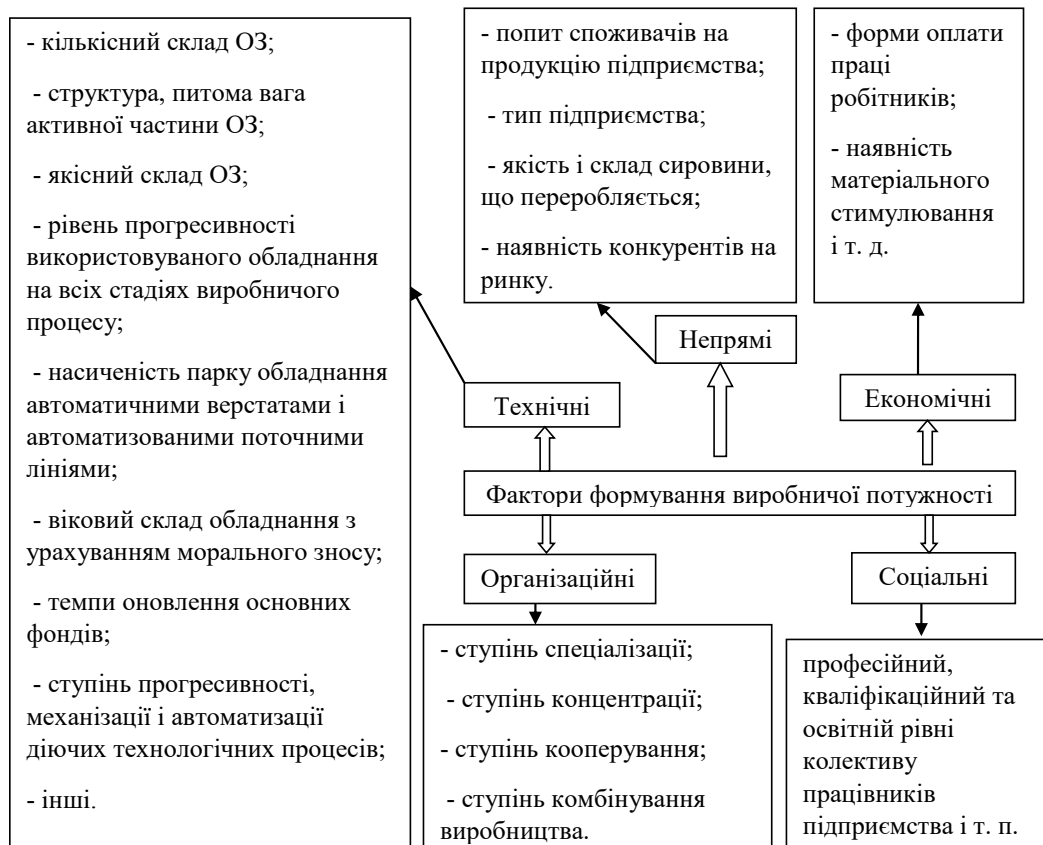 - кількісний склад ОЗ;
- структура, питома вага
активної частини ОЗ;
- якісний склад ОЗ;
- рівень прогресивності
використовуваного обладнання
на всіх стадіях виробничого
процесу;
- насиченість парку обладнання
автоматичними верстатами і
автоматизованими поточними
лініями;
- віковий склад обладнання з
урахуванням морального зносу;
- темпи оновлення основних
фондів;
- ступінь прогресивності,
механізації і автоматизації
діючих технологічних процесів;
- інші.
- попит споживачів на
продукцію підприємства;
- тип підприємства;
- якість і склад сировини,
що переробляється;
- наявність конкурентів на
ринку.
- форми оплати
праці
робітників;
- наявність
матеріального
стимулювання
і т. д.
Непрямі
Технічні
Економічні
Фактори формування виробничої потужності
Організаційні
Соціальні
- ступінь спеціалізації;
- ступінь концентрації;
- ступінь кооперування;
- ступінь комбінування
виробництва.
професійний,
кваліфікаційний та
освітній рівні
колективу
працівників
підприємства і т. п.